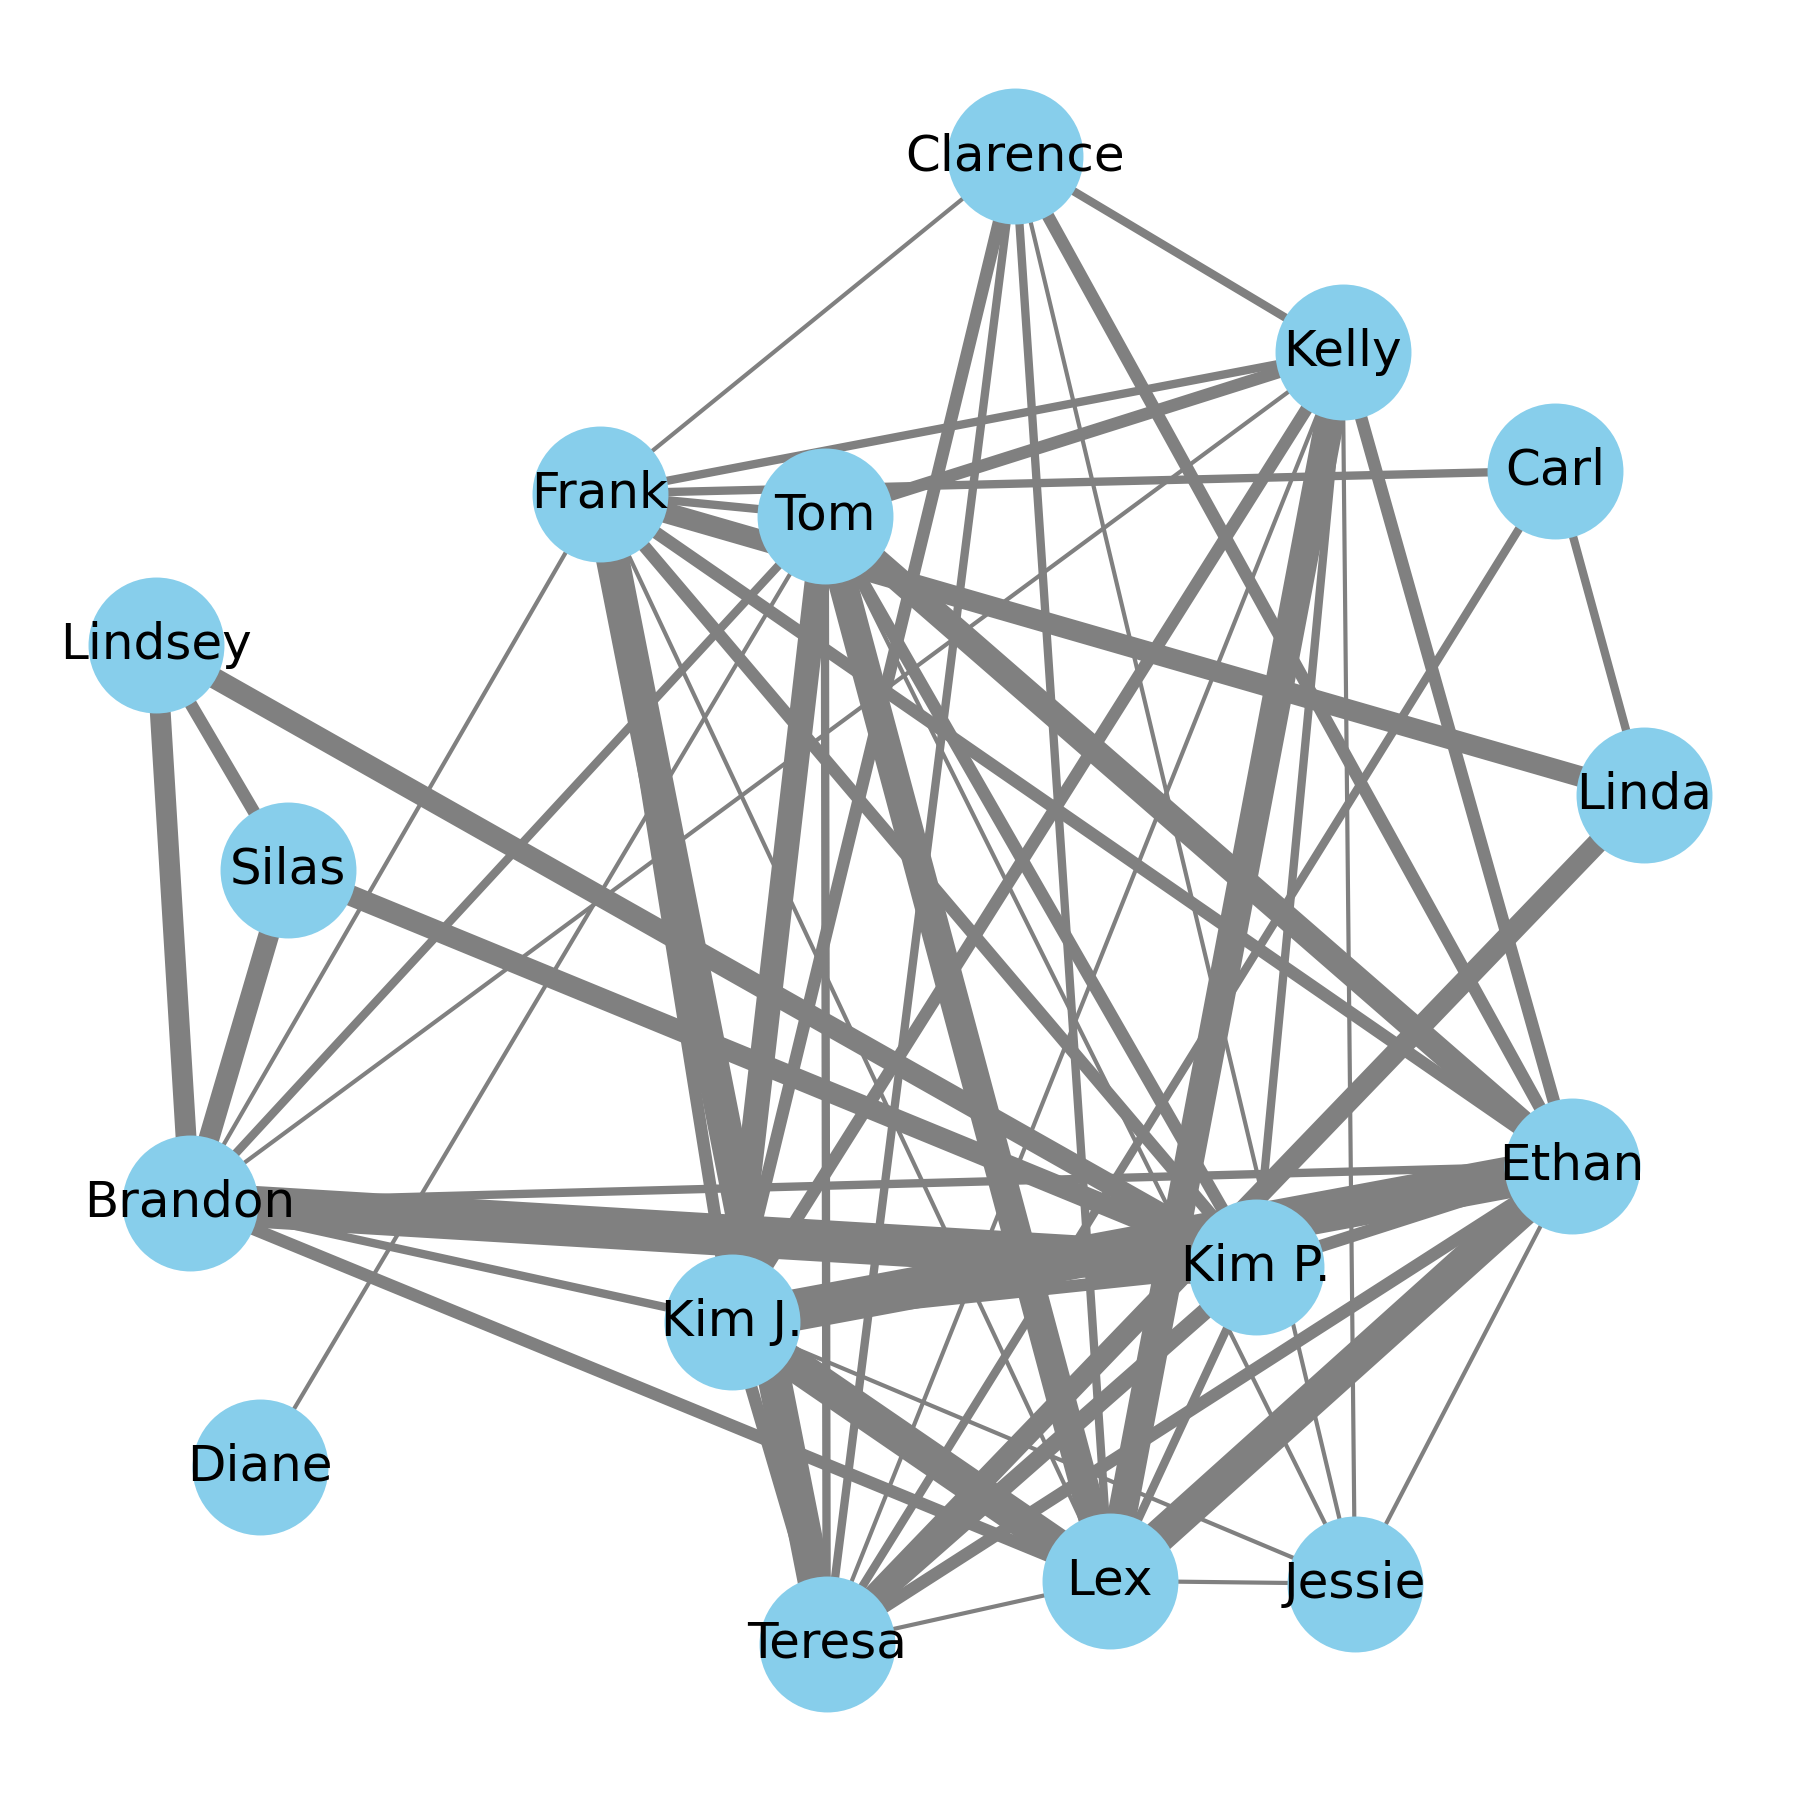 Clarence
Kelly
Carl
Frank
Tom
Lindsey
Linda
Silas
Ethan
Brandon
Kim P.
Kim J.
Diane
Lex
Jessie
Teresa